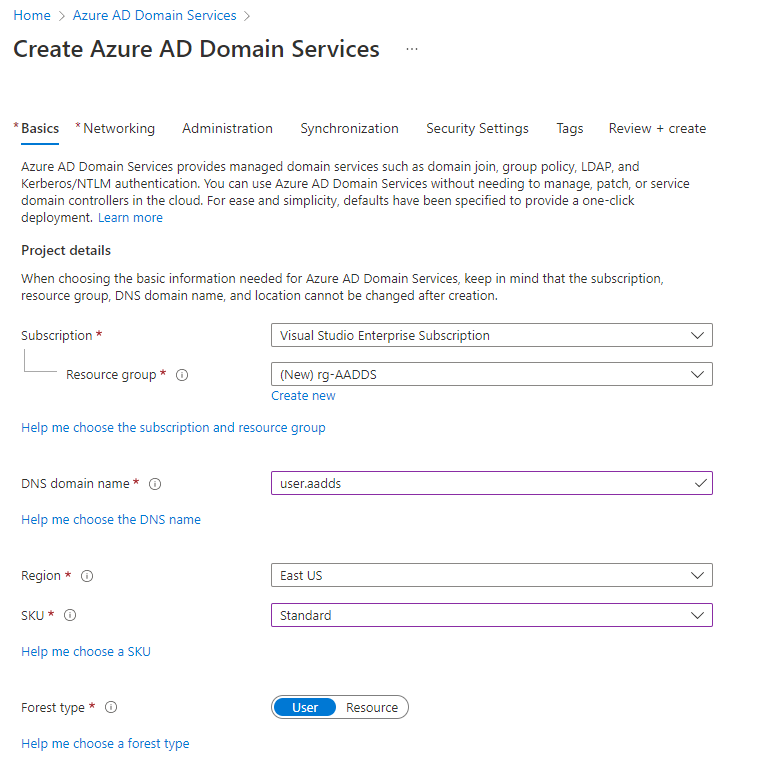 Home > Azure AD Domain Services >
Create Azure AD Domain Services ...
*Basics *Networking Administration Synchronization Security Settings Tags Review + create
Azure AD Domain Services provides managed domain services such as domain join, group policy, LDAP, and
Kerberos/NTLM authentication. You can use Azure AD Domain Services without needing to manage, patch, or service
domain controllers in the cloud. For ease and simplicity, defaults have been specified to provide a one-click
deployment. Learn more
Project details
When choosing the basic information needed for Azure AD Domain Services, keep in mind that the subscription,
resource group, DNS domain name, and location cannot be changed after creation.
Subscription * Visual Studio Enterprise Subscription
Resource group * (New) rg-AADDS
Create new
Help me choose the subscription and resource group
DNS domain name * user.aadds
Help me choose the DNS name
Region * East US
SKU * Standard
Help me choose a SKU
Forest type * User Resource
Help me choose a forest type